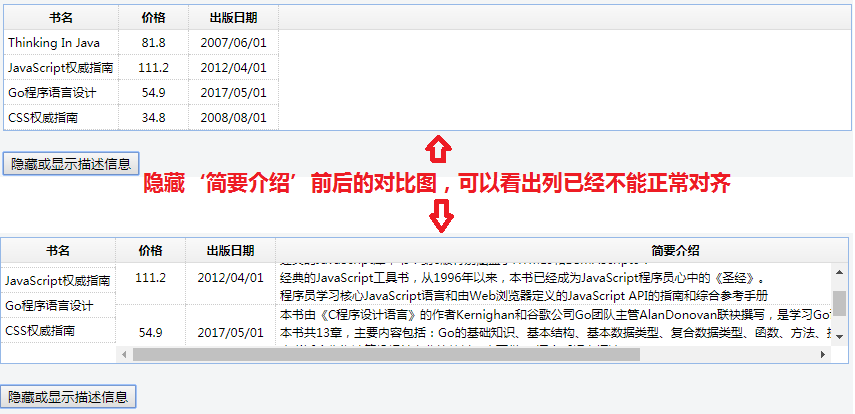 书名 价格 出版日期
Thinking In Java 81.8 2007/06/01
JavaScript权威指南 111.2 2012/04/01
Go程序语言设计 54.9 2017/05/01
CSS权威指南 34.8 2008/08/01
隐藏或显示描述信息
隐藏‘简要介绍’前后的对比图，可以看出列已经不能正常对齐
书名 价格 出版日期 简要介绍
JavaScript权威指南 111.2 2012/04/01 经典的JavaScript工具书，从1996年以来，本书已经成为JavaScript程序员心中的《圣经》。
程序员学习核心JavaScript语言和由Web浏览器定义的JavaScript API的指南和综合参考手册
Go程序语言设计
本书由《C程序设计语言》的作者Kernighan和谷歌公司Go团队主管AlanDonovan联袂撰写，是学习Go
CSS权威指南 54.9 2017/05/01 本书共13章，主要内容包括：Go的基础知识、基本结构、基本数据类型、复合数据类型、函数、方法、
隐藏或显示描述信息